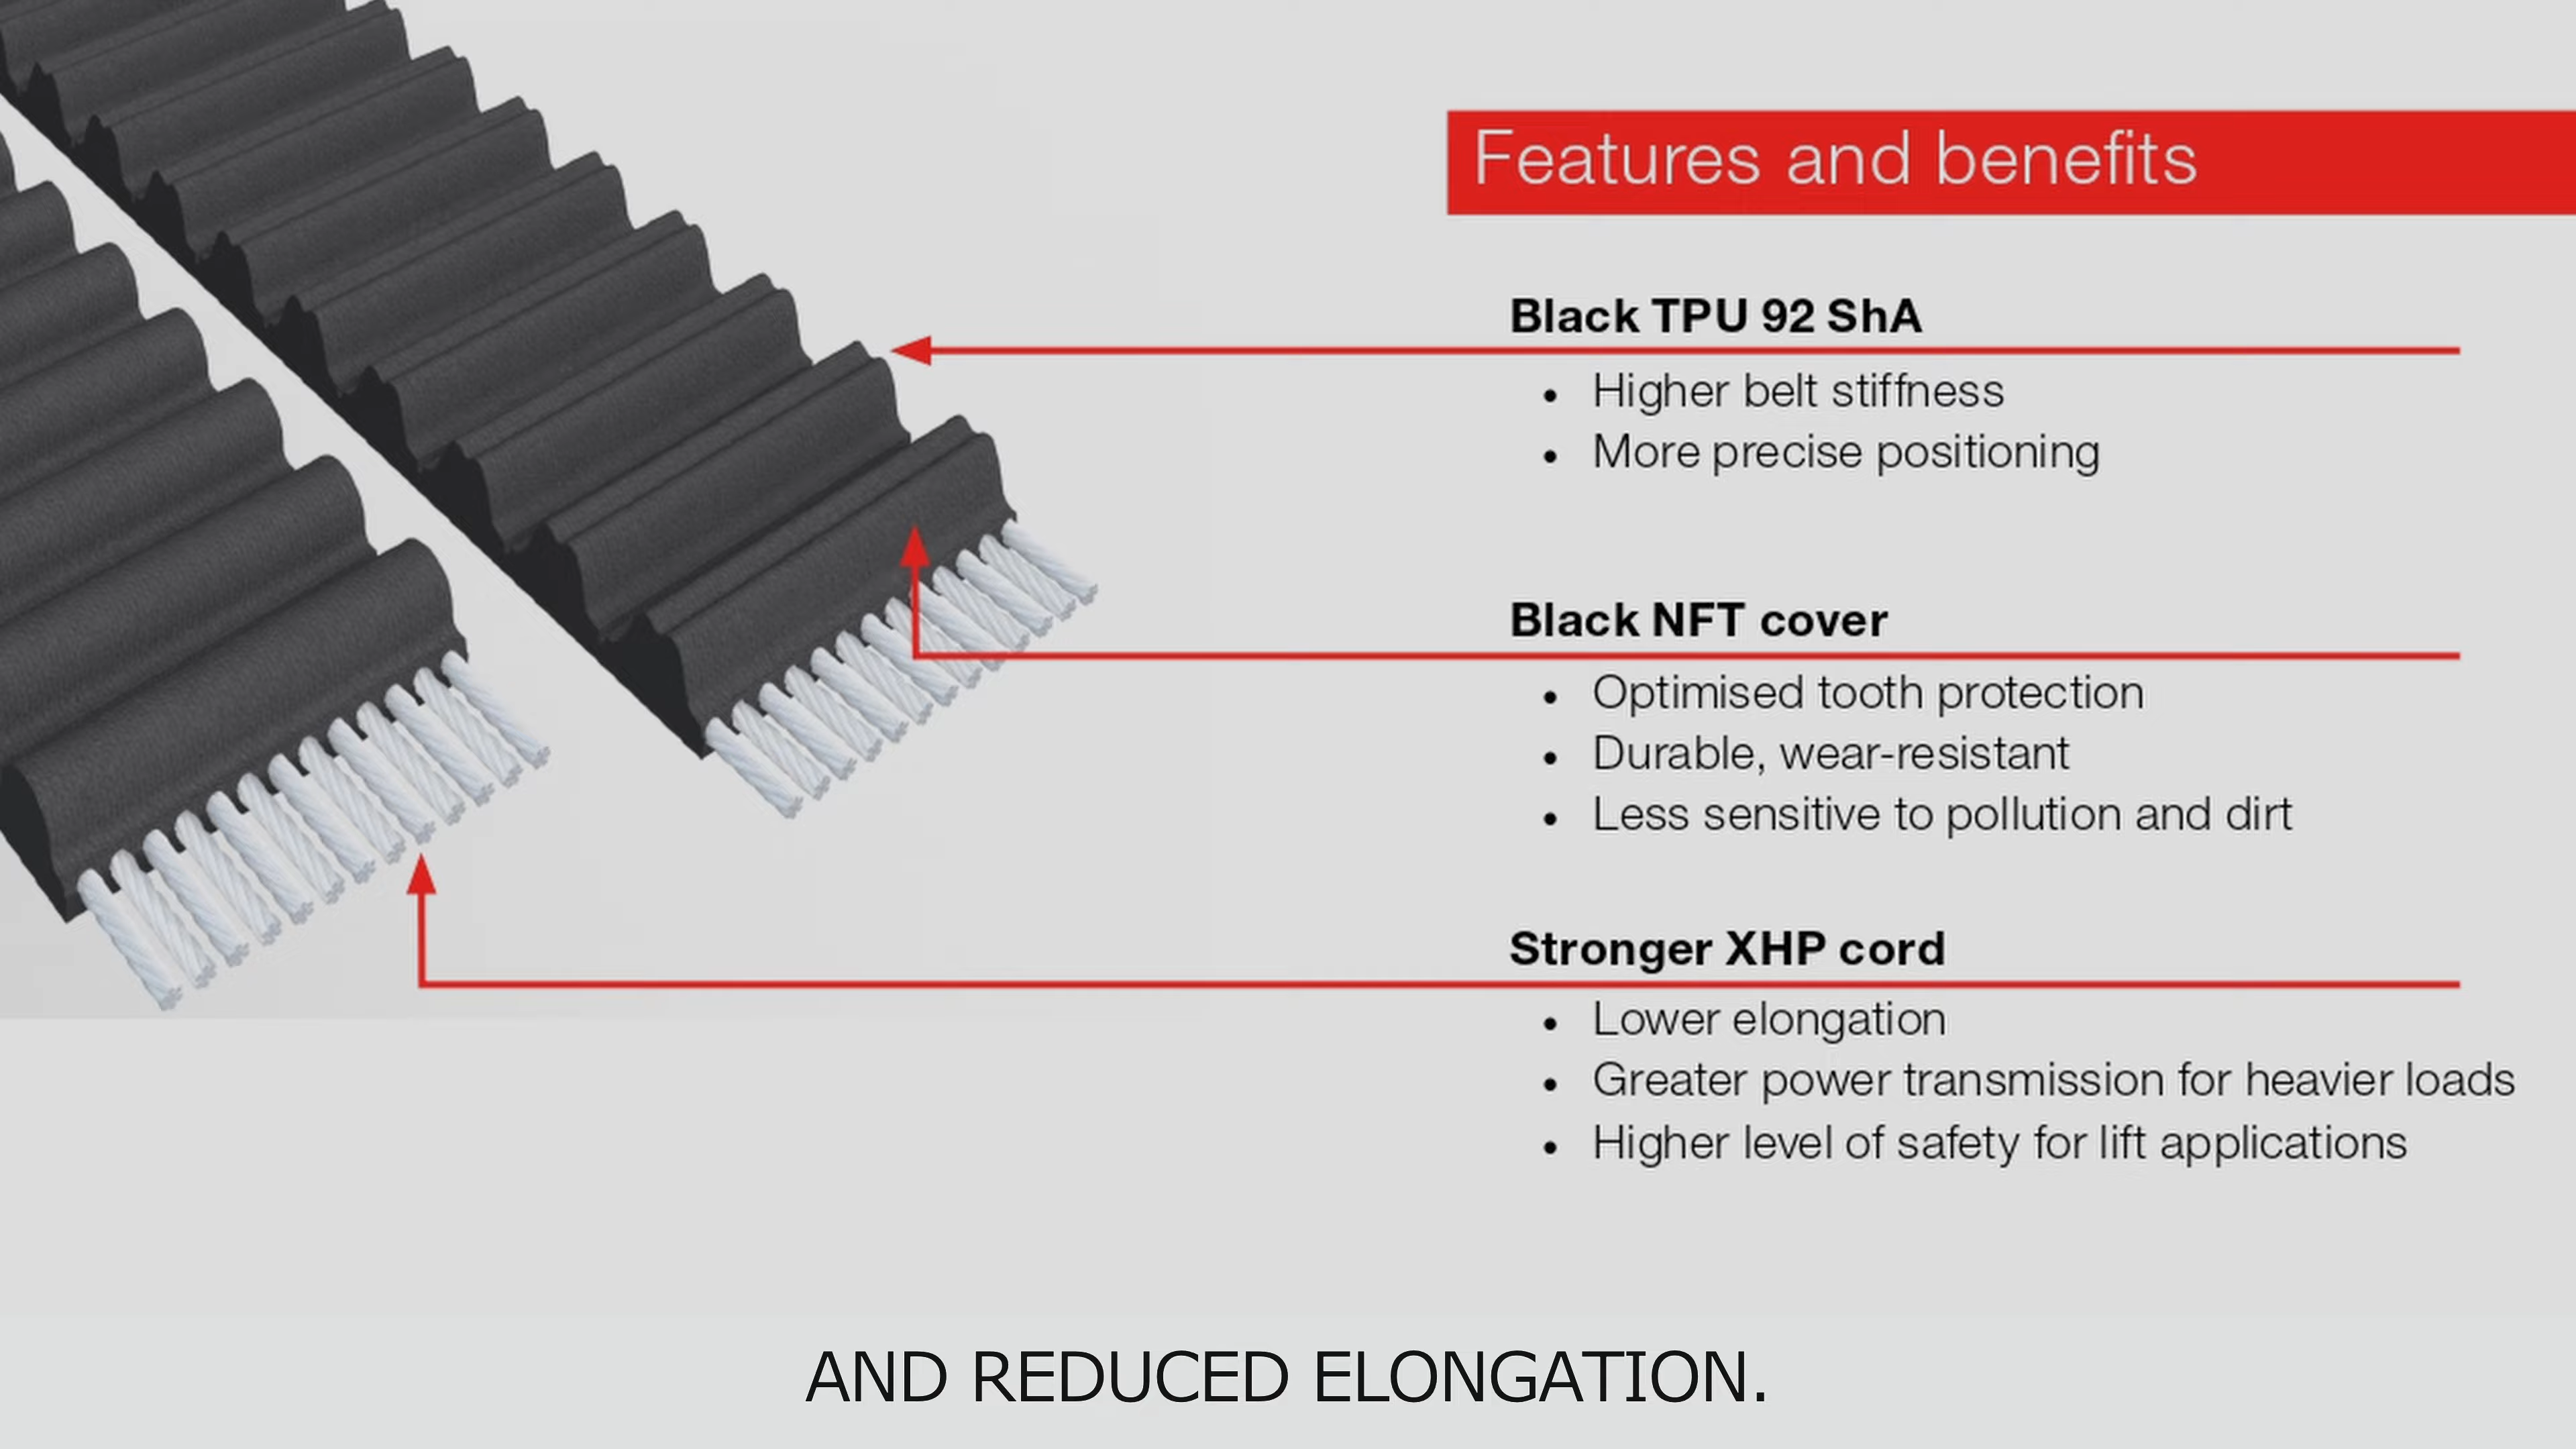 Features and benefits
Black TPU 92 ShA
• Higher belt stiffness
• More precise positioning
Black NFT cover
• Optimised tooth protection
• Durable, wear-resistant
• Less sensitive to pollution and dirt
Stronger XHP cord
• Lower elongation
• Greater power transmission for heavier loads
• Higher level of safety for lift applications
AND REDUCED ELONGATION.